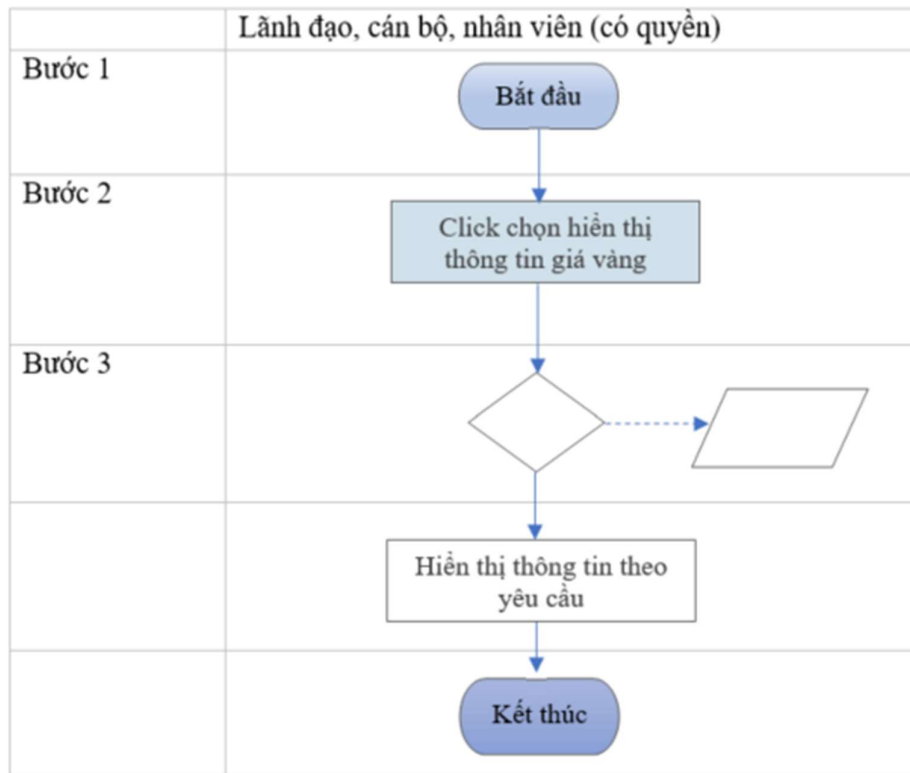 Lãnh đạo, cán bộ, nhân viên (có quyền)
Bước 1
Bắt đầu
Bước 2
Click chọn hiển thị
thông tin giá vàng
Bước 3
Hiển thị thông tin theo
yêu cầu
Kết thúc